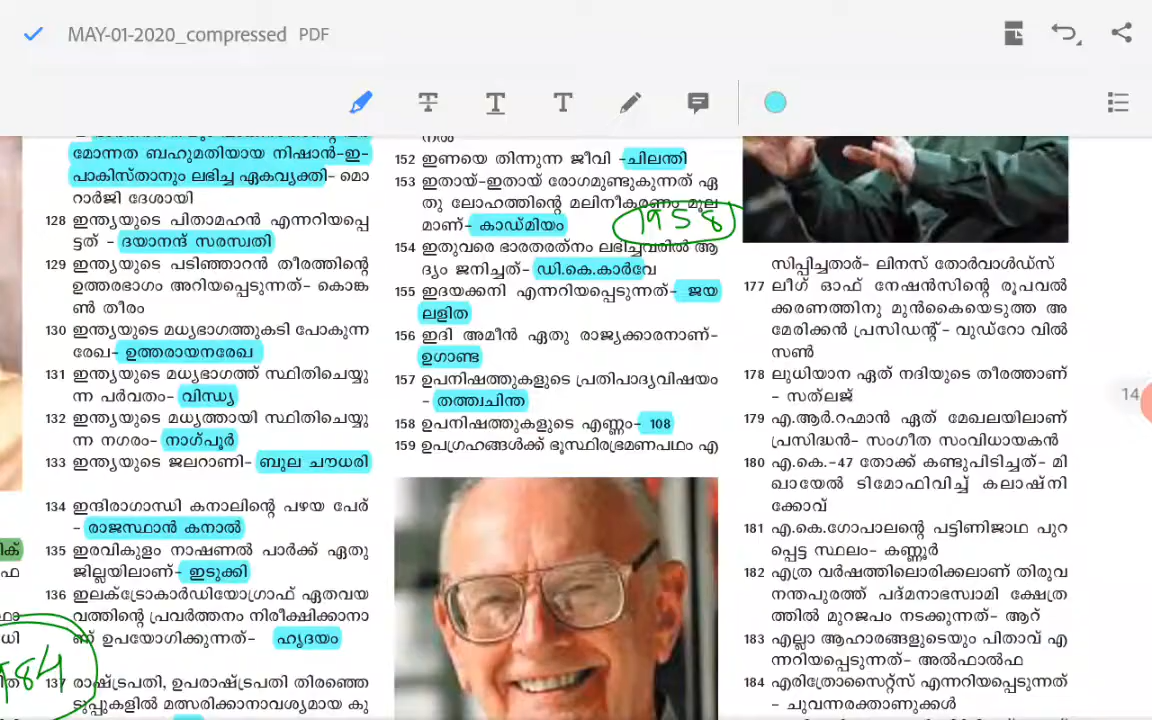 MAY-01-2020_compressed PDF
മോന്നത ബഹുമതിയായ നിഷാൻ-ഇ-
പാകിസ്താനും ലഭിച്ച ഏകവ്യക്തി- മൊ
റാർജി ദേശായി
128 ഇന്ത്യയുടെ പിതാമഹൻ എന്നറിയപ്പെ
ട്ടത് - ദയാനന്ദ് സരസ്വതി
129 ഇന്ത്യയുടെ പടിഞ്ഞാറൻ തീരത്തിന്റെ
ഉത്തരഭാഗം അറിയപ്പെടുന്നത്- കൊങ്ക
ൺ തീരം
130 ഇന്ത്യയുടെ മധ്യഭാഗത്തുകടി പോകുന്ന
രേഖ- ഉത്തരായനരേഖ
131 ഇന്ത്യയുടെ മധ്യഭാഗത്ത് സ്ഥിതിചെയ്യു
ന്ന പർവതം- വിന്ധ്യ
132 ഇന്ത്യയുടെ മധ്യത്തായി സ്ഥിതിചെയ്യു
ന്ന നഗരം- നാഗ്പൂർ
133 ഇന്ത്യയുടെ ജലറാണി- ബുല ചൗധരി
134 ഇന്ദിരാഗാന്ധി കനാലിന്റെ പഴയ പേര്
- രാജസ്ഥാൻ കനാൽ
135 ഇരവികുളം നാഷണൽ പാർക്ക് ഏതു
ജില്ലയിലാണ്- ഇടുക്കി
136 ഇലക്ട്രോകാർഡിയോഗ്രാഫ് ഏതവയ
വത്തിന്റെ പ്രവർത്തനം നിരീക്ഷിക്കാനാ
ണ് ഉപയോഗിക്കുന്നത്- ഹൃദയം
984
137 രാഷ്ട്രപതി, ഉപരാഷ്ട്രപതി തിരഞ്ഞെ
ടുപ്പുകളിൽ മത്സരിക്കാനാവശ്യമായ കു
നൽ
152 ഇണയെ തിന്നുന്ന ജീവി -ചിലന്തി
153 ഇതായ്-ഇതായ് രോഗമുണ്ടുകുന്നത് ഏ
തു ലോഹത്തിന്റെ മലിനീകരണം മൂല
മാണ്- കാഡ്മിയം
1958
154 ഇതുവരെ ഭാരതരത്നം ലഭിച്ചവരിൽ ആ
ദ്യം ജനിച്ചത്- ഡി.കെ.കാർവേ
155 ഇദയക്കനി എന്നറിയപ്പെടുന്നത്- ജയ
ലളിത
156 ഇദി അമീൻ ഏതു രാജ്യക്കാരനാണ്-
ഉഗാണ്ട
157 ഉപനിഷത്തുകളുടെ പ്രതിപാദ്യവിഷയം
- തത്ത്വചിന്ത
158 ഉപനിഷത്തുകളുടെ എണ്ണം- 108
159 ഉപഗ്രഹങ്ങൾക്ക് ഭൂസ്ഥിരഭ്രമണപഥം എ
സിപ്പിച്ചതാര്- ലിനസ് തോർവാൾഡ്സ്
177 ലീഗ് ഓഫ് നേഷൻസിന്റെ രൂപവൽ
ക്കരണത്തിനു മുൻകൈയെടുത്ത അ
മേരിക്കൻ പ്രസിഡന്റ്- വുഡ്റോ വിൽ
സൺ
178 ലുധിയാന ഏത് നദിയുടെ തീരത്താണ്
- സത്‌ലജ്
179 എ.ആർ.റഹ്മാൻ ഏത് മേഖലയിലാണ്
പ്രസിദ്ധൻ- സംഗീത സംവിധായകൻ
180 എ.കെ.-47 തോക്ക് കണ്ടുപിടിച്ചത്- മി
ഖായേൽ ടിമോഫിവിച്ച് കലാഷ്നി
ക്കോവ്
181 എ.കെ.ഗോപാലന്റെ പട്ടിണിജാഥ പുറ
പ്പെട്ട സ്ഥലം- കണ്ണൂർ
182 എത്ര വർഷത്തിലൊരിക്കലാണ് തിരുവ
നന്തപുരത്ത് പദ്മനാഭസ്വാമി ക്ഷേത്ര
ത്തിൽ മുറജപം നടക്കുന്നത്- ആറ്
183 എല്ലാ ആഹാരങ്ങളുടെയും പിതാവ് എ
ന്നറിയപ്പെടുന്നത്- അൽഫാൽഫ
184 എരിത്രോസൈറ്റ്സ് എന്നറിയപ്പെടുന്നത്
- ചുവന്നരക്താണുക്കൾ
14